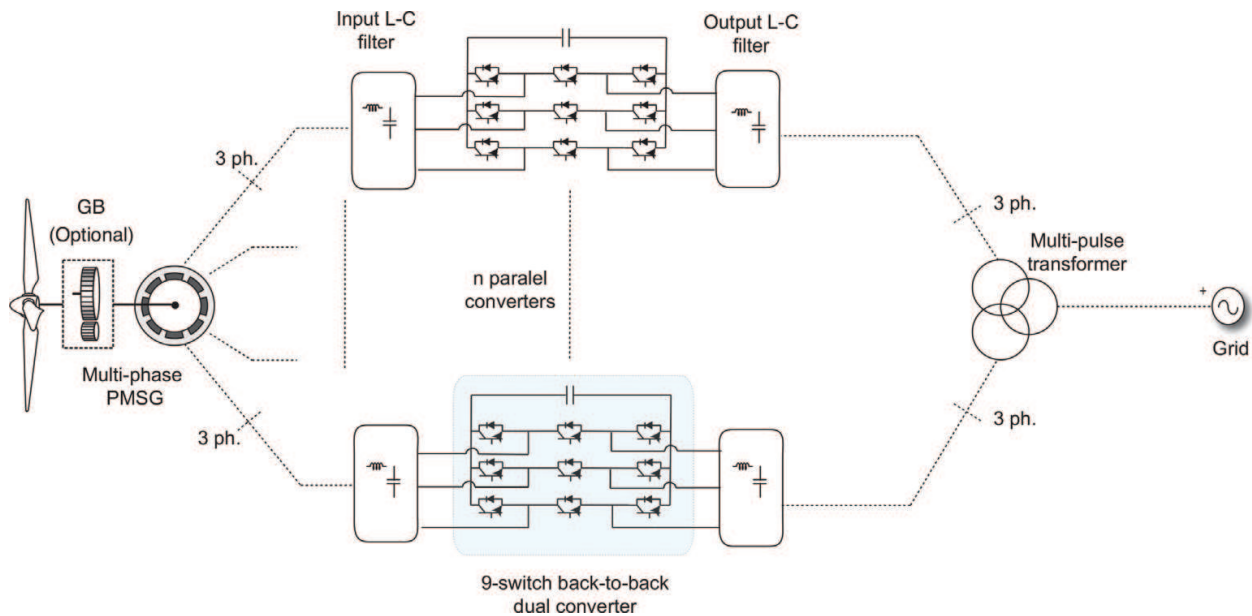 Input L-C
filter
Output L-C
filter
3 ph.
GB
(Optional)
3 ph.
Multi-pulse
transformer
n paralel
converters
+
Grid
Multi-phase
PMSG
3 ph.
3 ph.
9-switch back-to-back
dual converter